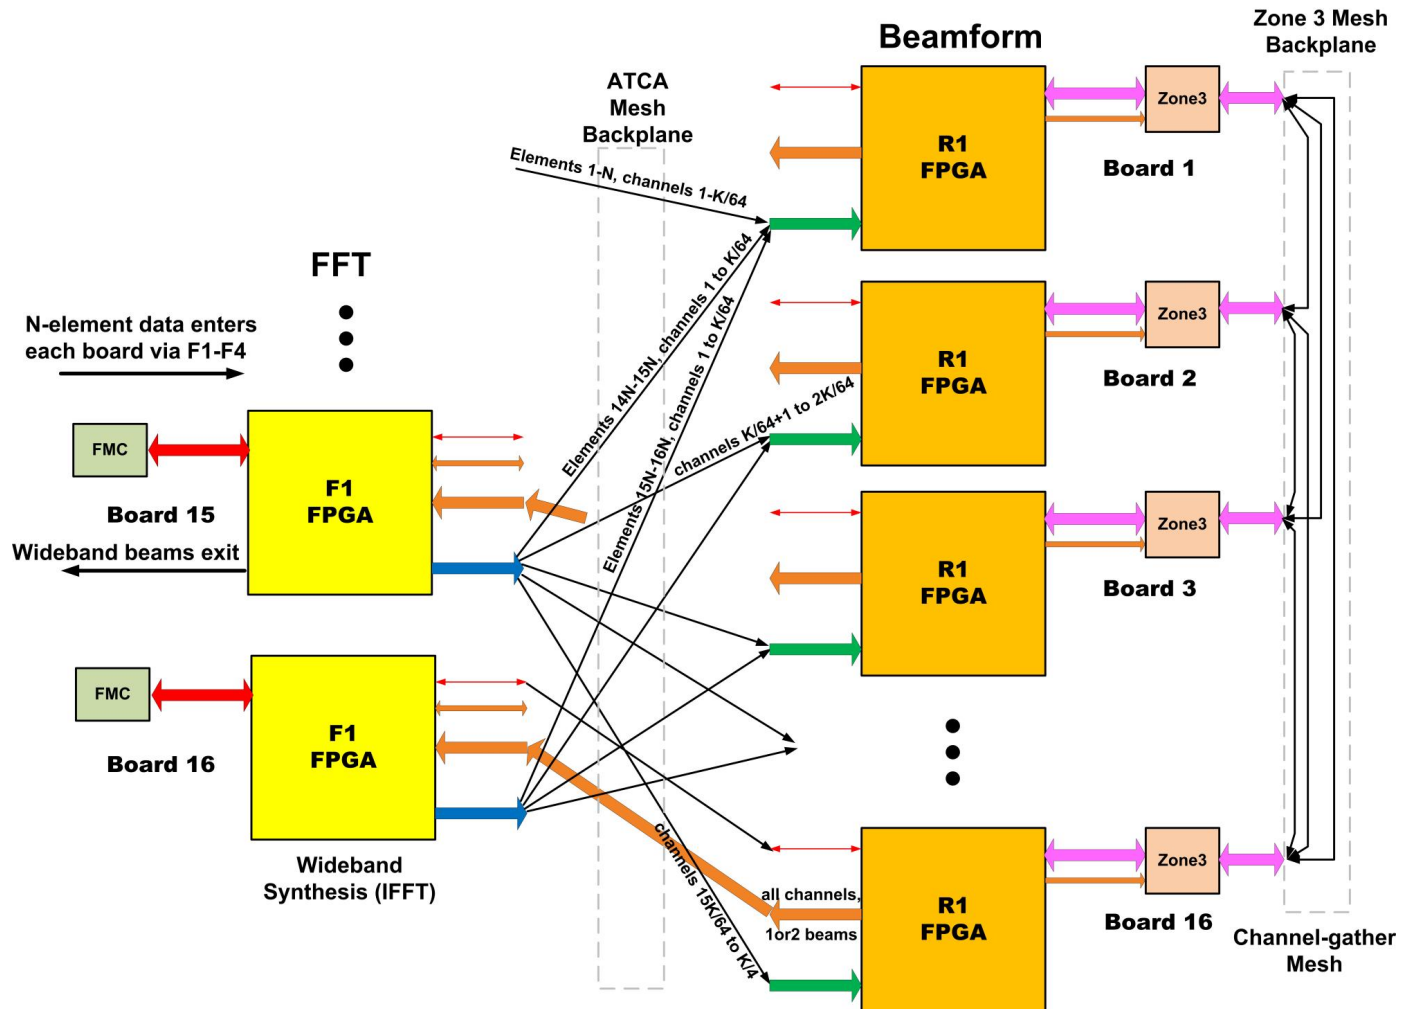 Zone 3 Mesh
Backplane
Beamform
ATCA
Mesh
Backplane
Elements 1-N, channels 1-K/64
R1
FPGA
Zone3
Board 1
FFT
N-element data enters
each board via F1-F4
Elements 14N-15N, channels 1 to K/64
Elements 15N-16N, channels 1 to K/64
channels K/64+1 to 2K/64
R1
FPGA
Zone3
Board 2
FMC
Board 15
F1
FPGA
Wideband beams exit
R1
FPGA
Zone3
Board 3
FMC
Board 16
F1
FPGA
Wideband
Synthesis (IFFT)
channels 15K/64 to K/4
all channels,
1or2 beams
R1
FPGA
Zone3
Board 16
Channel-gather
Mesh